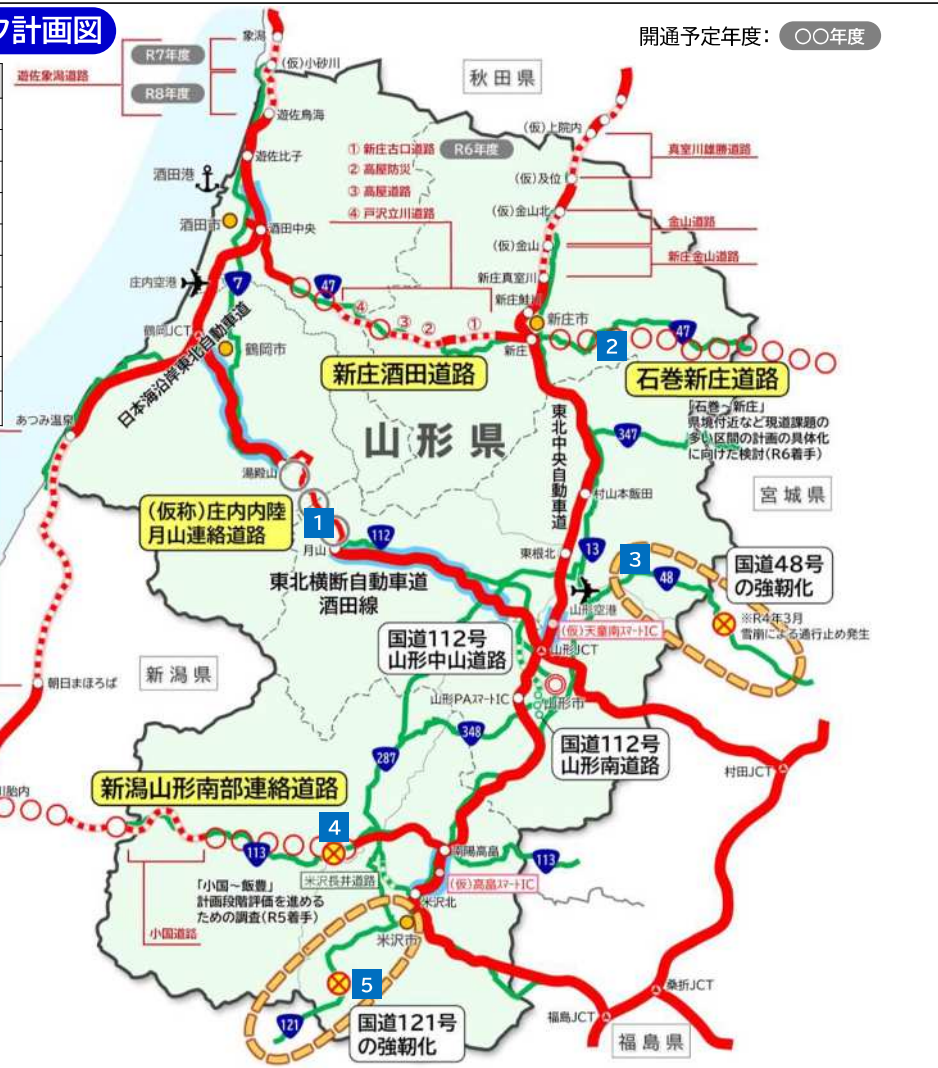 計画図
開通予定年度： 〇〇年度
象潟
R7年度
(仮)小砂川
遊佐象潟道路
R8年度
遊佐鳥海
秋田県
(仮)上院内
真室川雄勝道路
① 新庄古口道路
R6年度
② 高屋防災
③ 高屋道路
④ 戸沢立川道路
遊佐比子
酒田港
(仮)及位
(仮)金山北
金山道路
酒田市
酒田中央
(仮)金山
新庄金山道路
庄内空港
7
47
新庄真室川
④
③
②
①
新庄鮭川
新庄市
47
鶴岡JCT
鶴岡市
新庄
2
日本海沿岸東北自動車道
新庄酒田道路
石巻新庄道路
「石巻～新庄」
県境付近など現道課題の
多い区間の計画の具体化
に向けた検討(R6着手)
あつみ温泉
山形県
東北中央自動車道
347
湯殿山
村山本飯田
宮城県
(仮称)庄内内陸
月山連絡道路
1
月山
112
東根北
13
3
48
国道48号
の強靭化
東北横断自動車道
酒田線
山形空港
※R4年3月
雪崩による通行止め発生
(仮)天童南スマートIC
国道112号
山形中山道路
山形JCT
新潟県
朝日まほろば
山形PAスマートIC
山形市
348
国道112号
山形南道路
287
村田JCT
新潟山形南部連絡道路
胎内
4
113
南陽高畠
113
米沢長井道路
(仮)高畠スマートIC
「小国～飯豊」
計画段階評価を進める
ための調査(R5着手)
米沢北
小国道路
米沢市
5
桑折JCT
121
国道121号
の強靭化
福島JCT
福島県